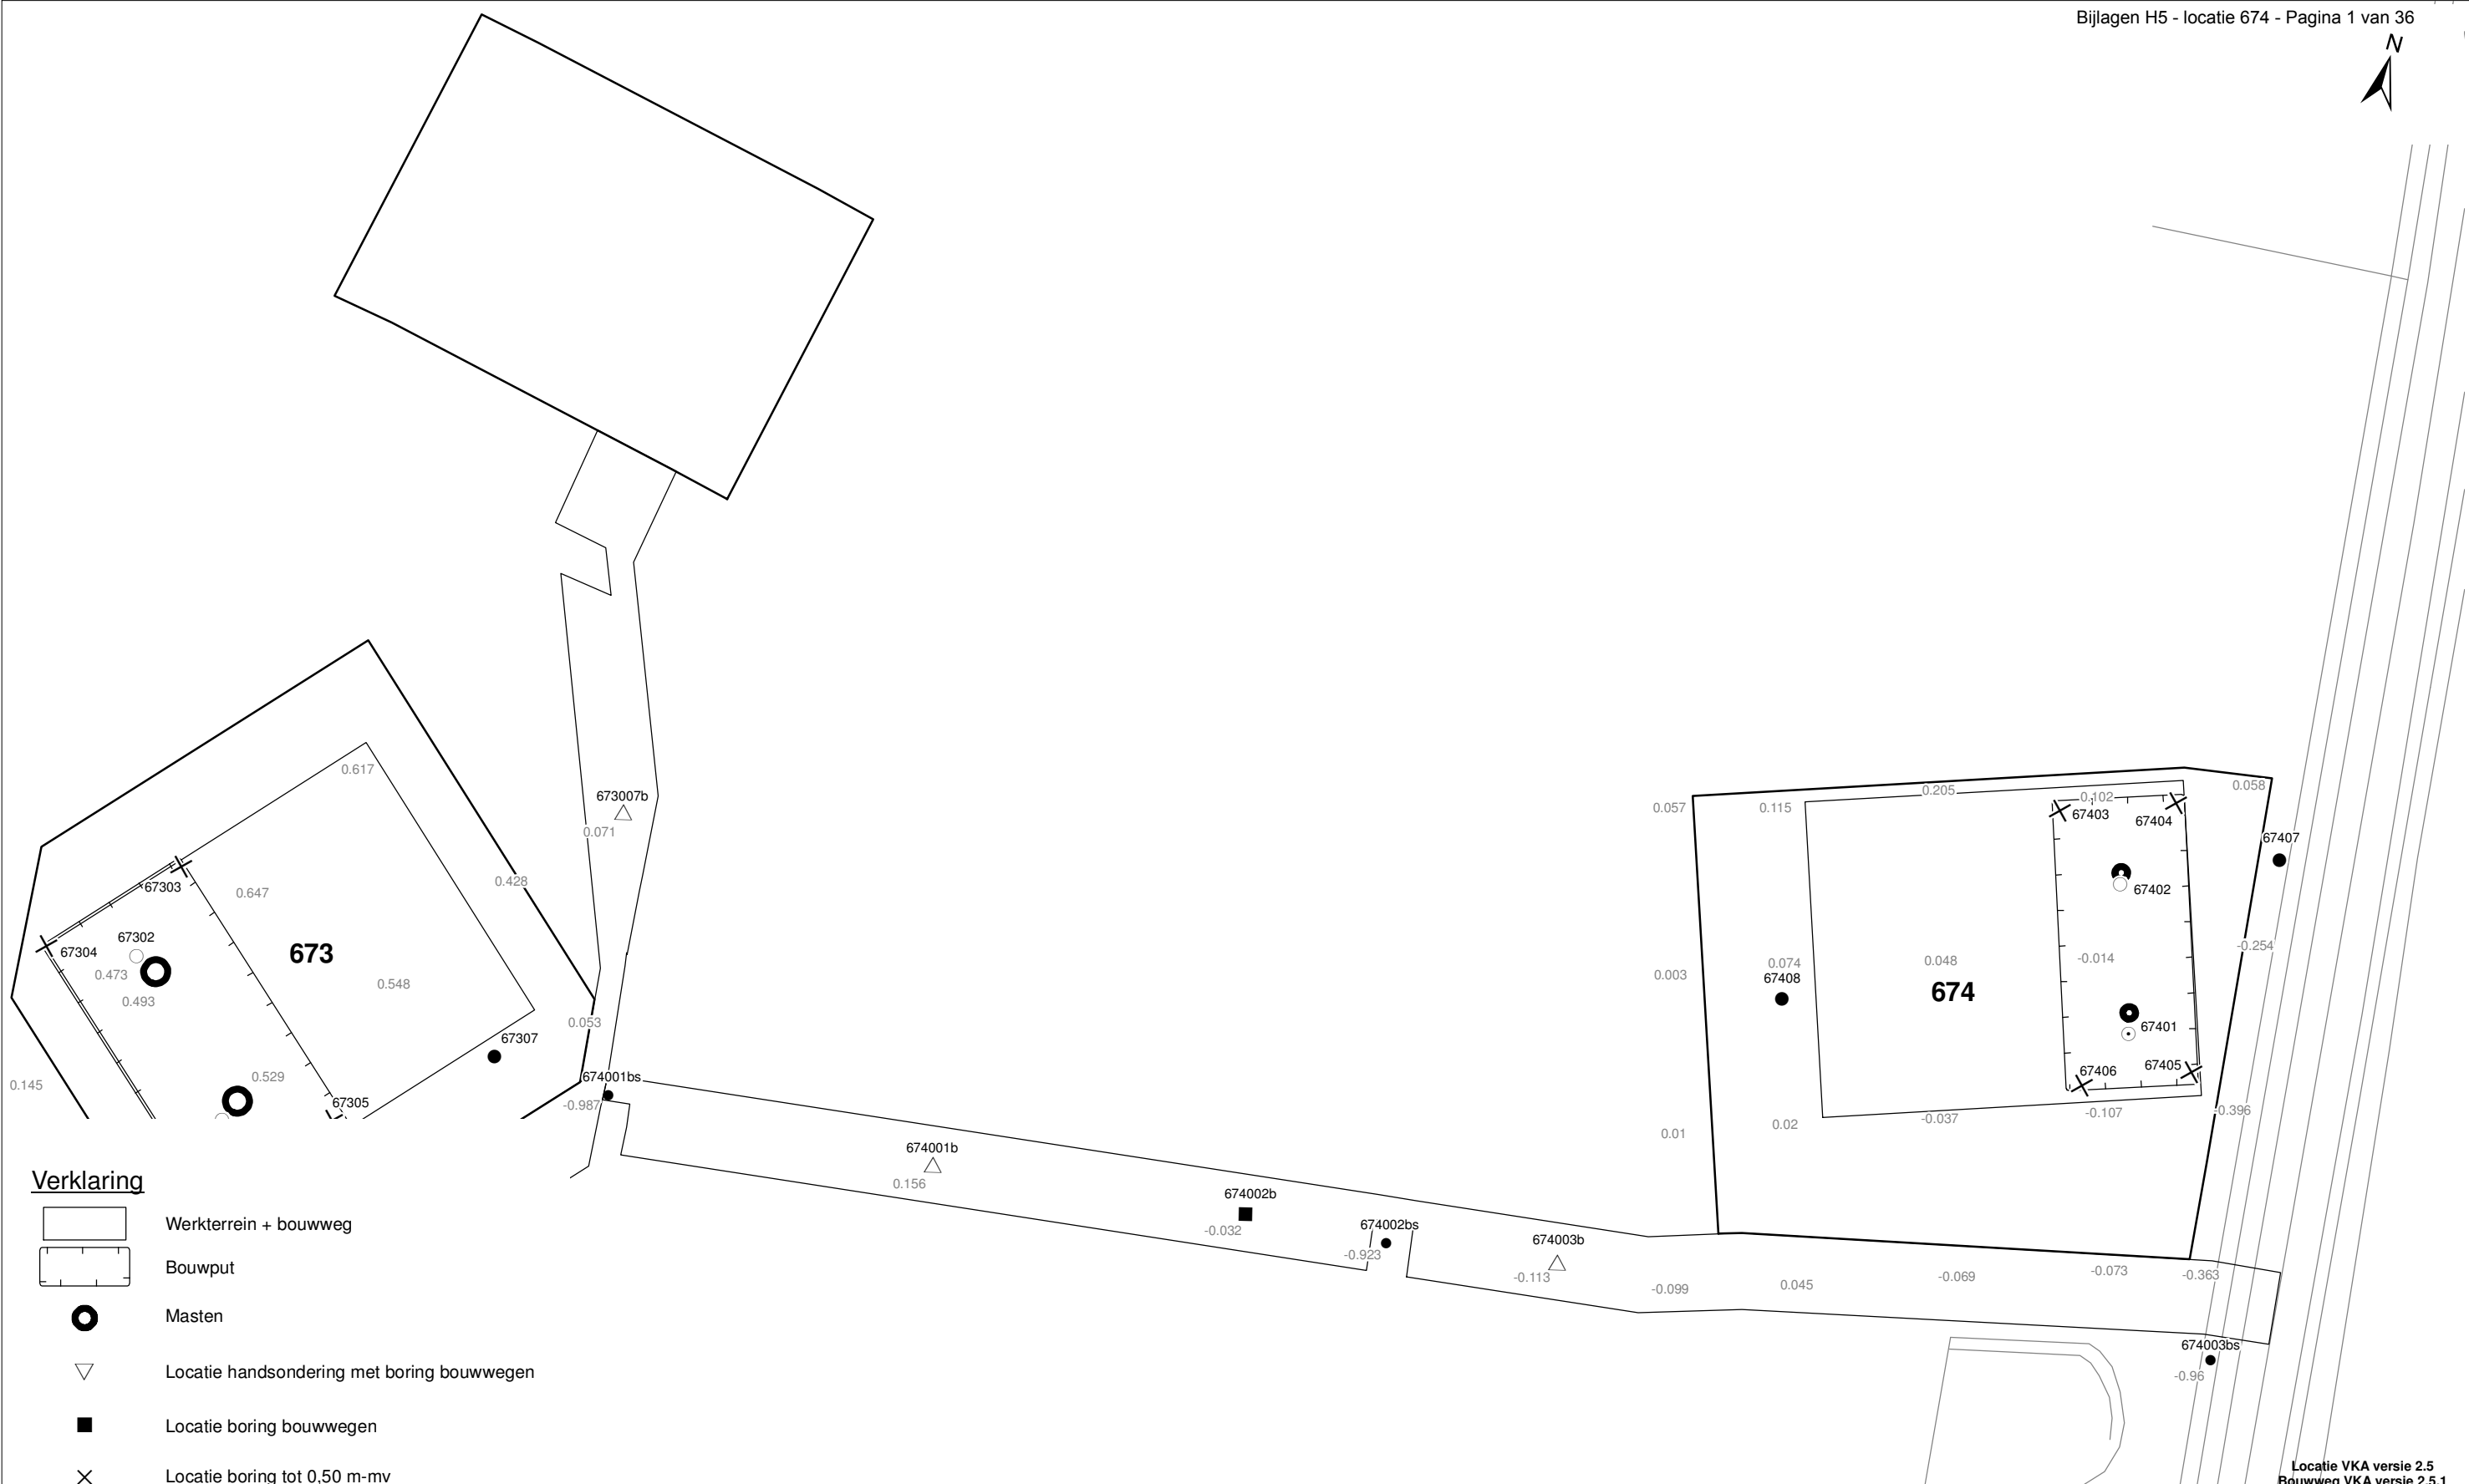 Bijlagen H5 - locatie 674 - Pagina 1 van 36
N
0.617
673007b
0.071
67303
0.647
0.428
67302
67304
673
0.473
0.548
0.493
0.053
67307
0.529
0.145
67305
674001bs
-0.987
0.057
0.115
0.205
0.102
0.058
67403
67404
67407
67402
-0.254
0.003
0.074
67408
0.048
-0.014
674
67401
67406
67405
0.01
0.02
-0.037
-0.107
-0.396
674001b
0.156
674002b
-0.032
674002bs
-0.923
674003b
-0.113
-0.099
0.045
-0.069
-0.073
-0.363
674003bs
-0.96
Verklaring
Werkterrein + bouwweg
Bouwput
Masten
Locatie handsondering met boring bouwwegen
Locatie boring bouwwegen
Locatie boring tot 0,50 m-mv
Locatie VKA versie 2.5
Bouwweg VKA versie 2.5.1